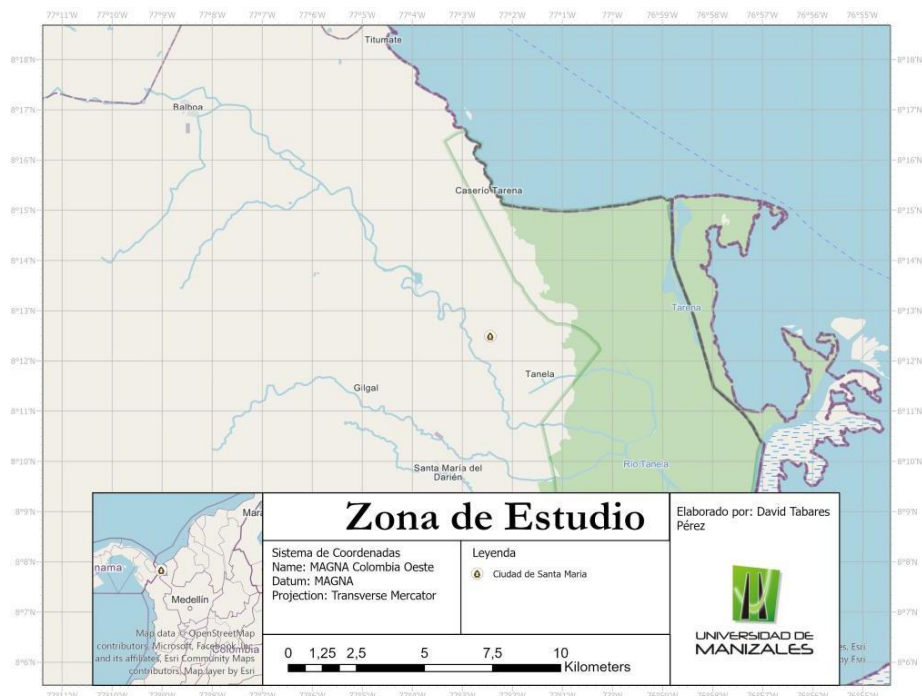 77°11'W 77°10'W 77°9'W 77°8'W 77°7'W 77°6'W 77°5'W 77°4'W 77°3'W 77°2'W 77°1'W 77°0'W 76°59'W 76°58'W 76°57'W 76°56'W 76°55'W
8°18'N
8°17'N
8°16'N
8°15'N
8°14'N
8°13'N
8°12'N
8°11'N
8°10'N
8°9'N
8°8'N
8°7'N
8°6'N
Titumate
Balboa
Caserío Tarena
Tarena
Tanela
Gilgal
Santa María del
Darién
Río Tanela
Medellín
Colombia
Map data © OpenStreetMap
contributors, Microsoft, Facebook, Inc.
and its affiliates, Esri Community Maps
contributors, Map layer by Esri
Zona de Estudio
Sistema de Coordenadas
Name: MAGNA Colombia Oeste
Datum: MAGNA
Projection: Transverse Mercator
Leyenda
Ciudad de Santa Maria
0 1,25 2,5 5 7,5 10
Kilometers
Elaborado por: David Tabares
Pérez
UNIVERSIDAD DE
MANIZALES